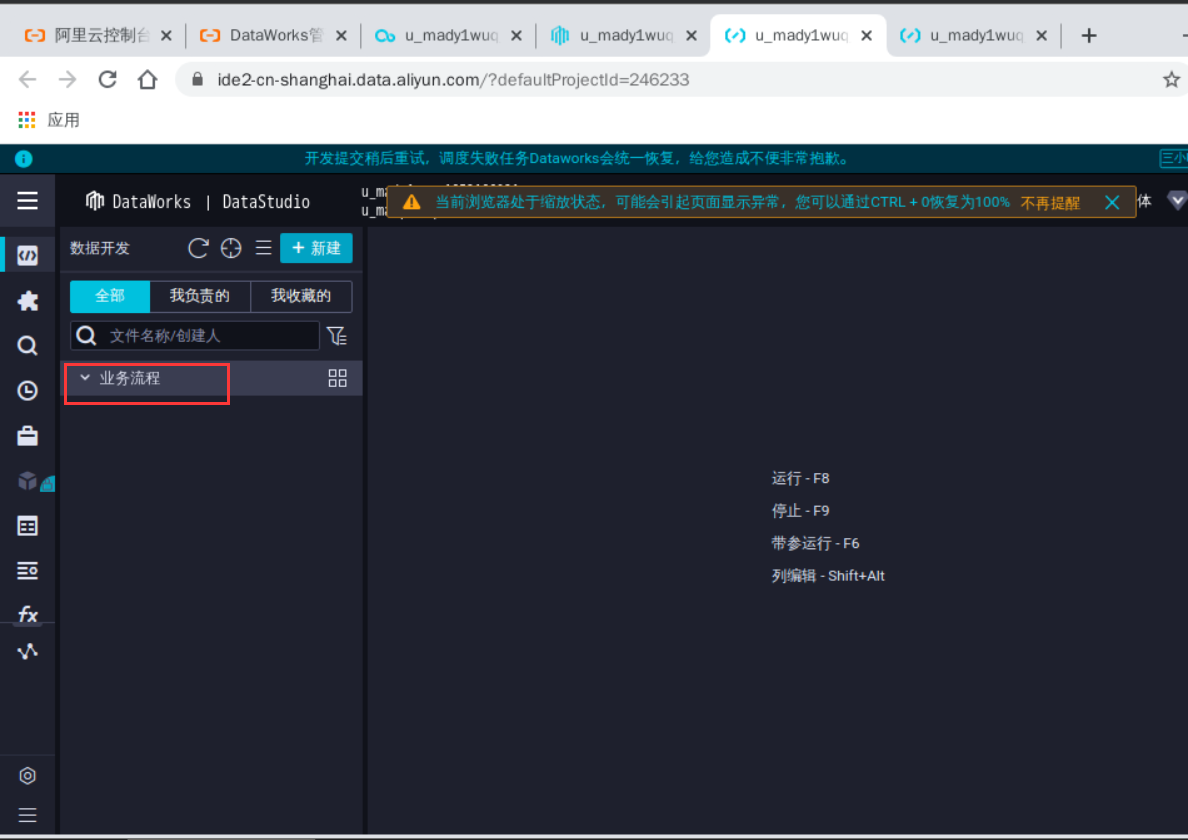 阿里云控制台
DataWorks管
u_mady1wuq
u_mady1wuq
u_mady1wuq
u_mady1wuq
ide2-cn-shanghai.data.aliyun.com/?defaultProjectId=246233
应用
开发提交稍后重试，调度失败任务Dataworks会统一恢复，给您造成不便非常抱歉。
DataWorks | DataStudio
当前浏览器处于缩放状态，可能会引起页面显示异常，您可以通过CTRL + 0恢复为100% 不再提醒
体
数据开发
+ 新建
全部 我负责的 我收藏的
文件名称/创建人
业务流程
fx
运行 - F8
停止 - F9
带参运行 - F6
列编辑 - Shift+Alt